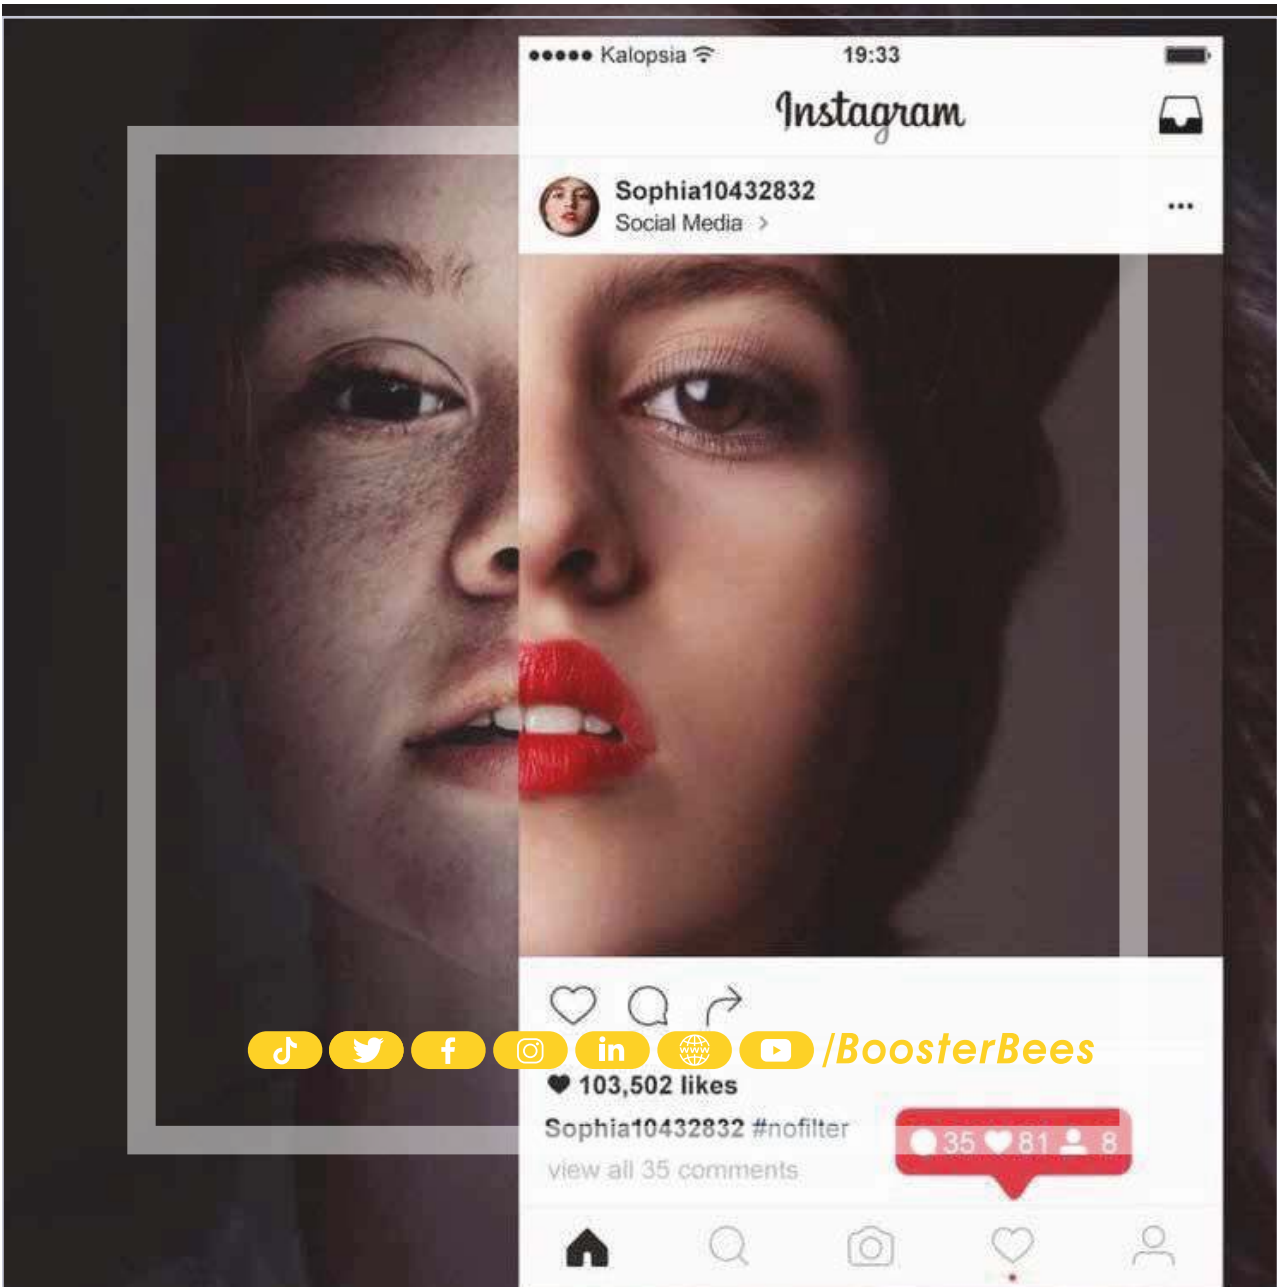 Kalopsia 19:33
Instagram
Sophia10432832
Social Media >
/BoosterBees
103,502 likes
Sophia10432832 #nofilter
35 81 8
view all 35 comments